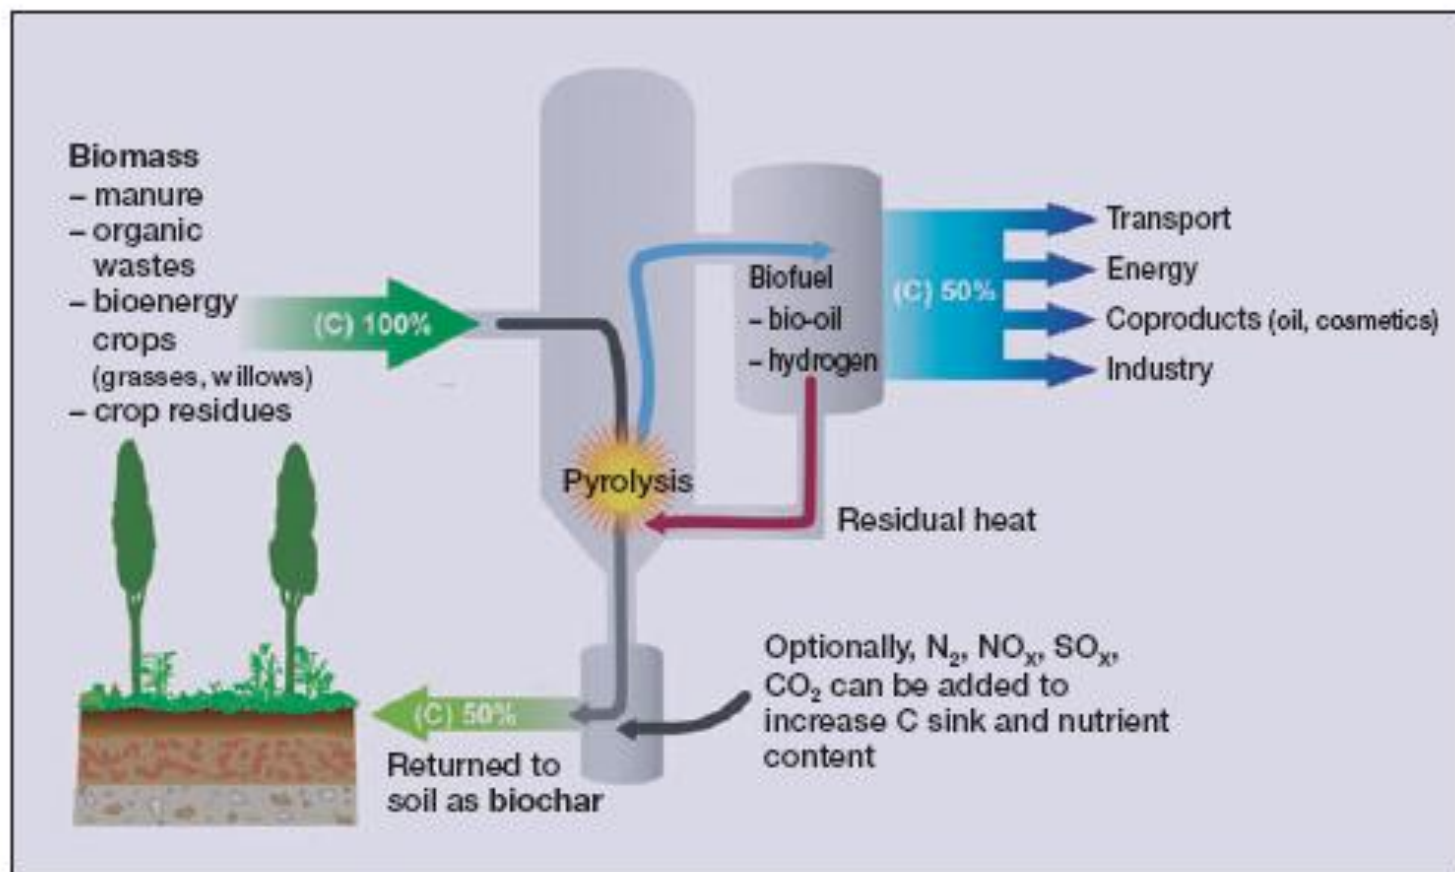 Biomass
– manure
– organic
wastes
– bioenergy
crops
(grasses, willows)
– crop residues
(C) 100%
Pyrolysis
Biofuel
– bio-oil
– hydrogen
(C) 50%
Transport
Energy
Coproducts (oil, cosmetics)
Industry
Residual heat
Optionally, N₂, NOₓ, SOₓ,
CO₂ can be added to
increase C sink and nutrient
content
(C) 50%
Returned to
soil as biochar